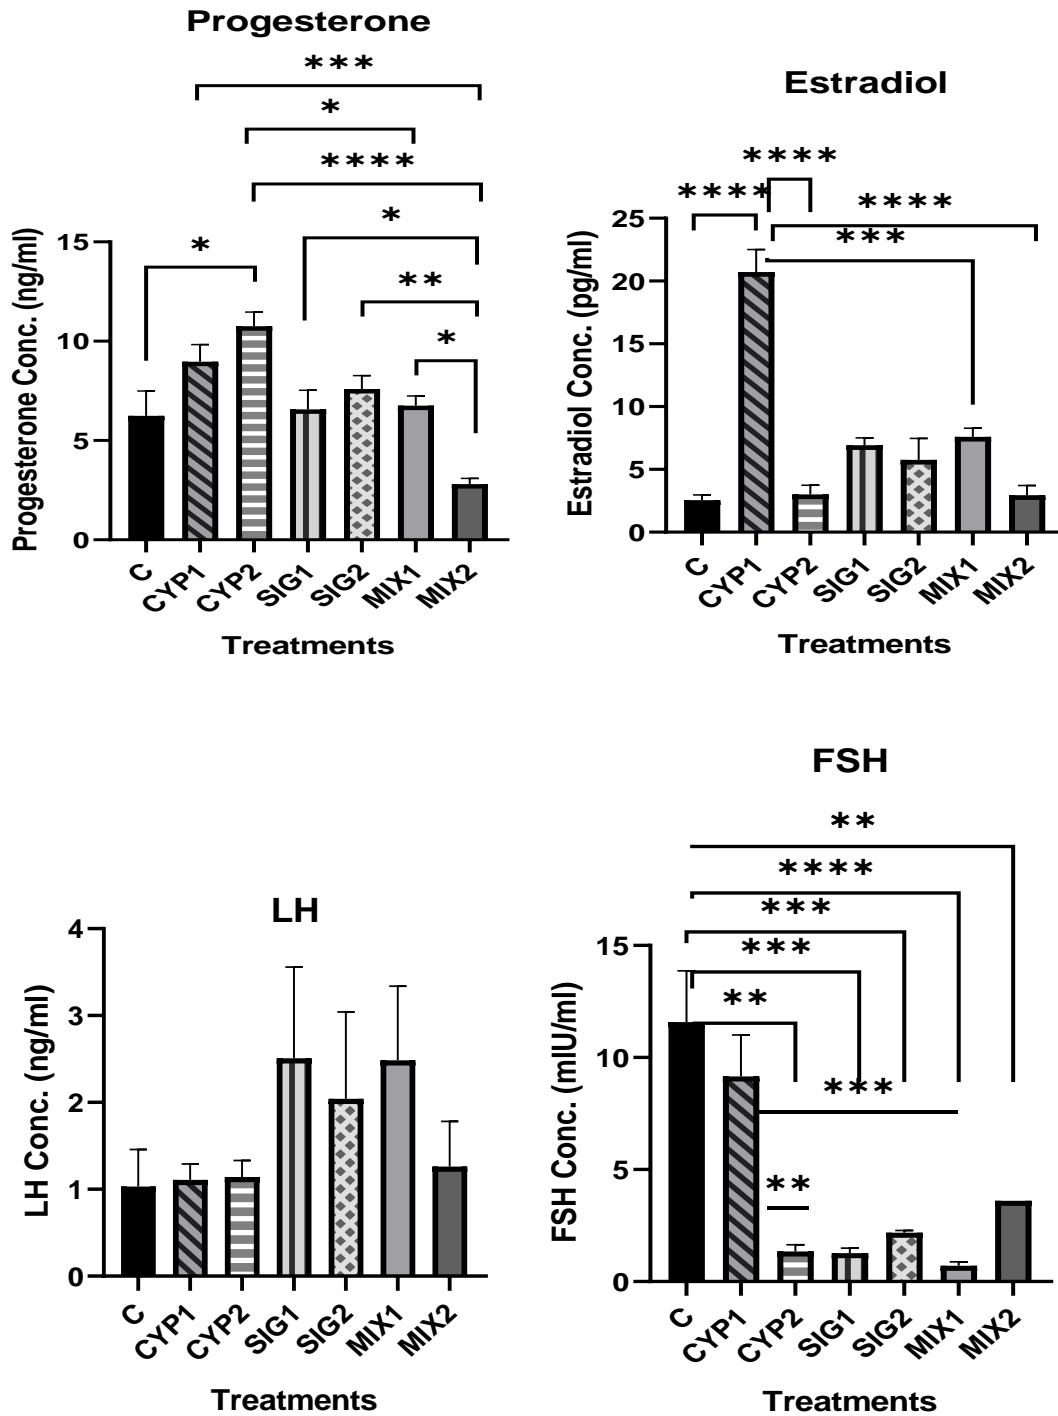 Progesterone
***
*
****
*
*
**
*
Progesterone Conc. (ng/ml)
15
10
5
0
C
CYP1
CYP2
SIG1
SIG2
MIX1
MIX2
Treatments
Estradiol
****
****
****
***
Estradiol Conc. (pg/ml)
25
20
15
10
5
0
C
CYP1
CYP2
SIG1
SIG2
MIX1
MIX2
Treatments
LH
LH Conc. (ng/ml)
4
3
2
1
0
C
CYP1
CYP2
SIG1
SIG2
MIX1
MIX2
Treatments
FSH
**
****
***
***
**
***
**
FSH Conc. (mIU/ml)
15
10
5
0
C
CYP1
CYP2
SIG1
SIG2
MIX1
MIX2
Treatments